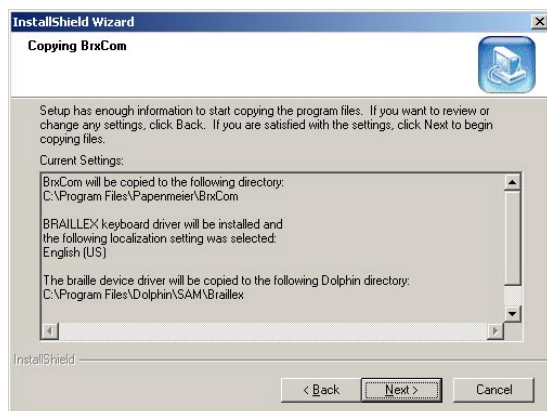 InstallShield Wizard
Copying BrxCom
Setup has enough information to start copying the program files. If you want to review or
change any settings, click Back. If you are satisfied with the settings, click Next to begin
copying files.
Current Settings:
BrxCom will be copied to the following directory:
C:\Program Files\Papenmeier\BrxCom
BRAILLEX keyboard driver will be installed and
the following localization setting was selected:
English (US)
The braille device driver will be copied to the following Dolphin directory:
C:\Program Files\Dolphin\SAM\Braillex
InstallShield
< Back Next > Cancel